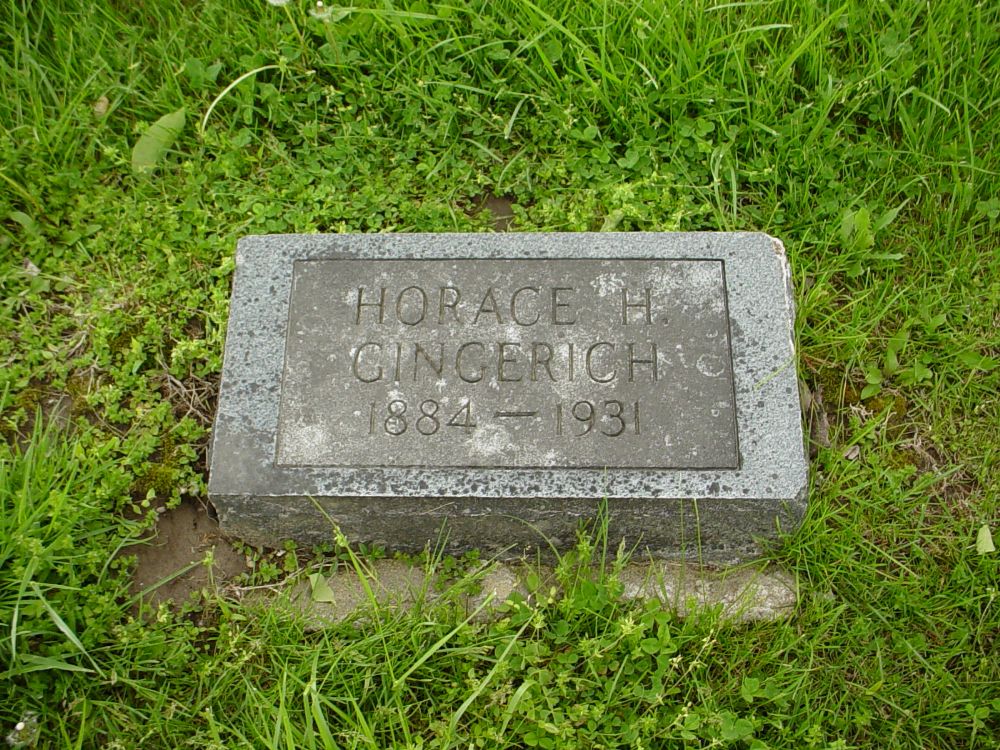 HORACE H.
GINGERICH
1884 — 1931